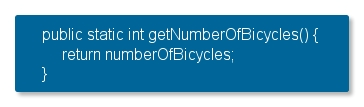 public static int getNumberOfBicycles() {
return numberOfBicycles;
}